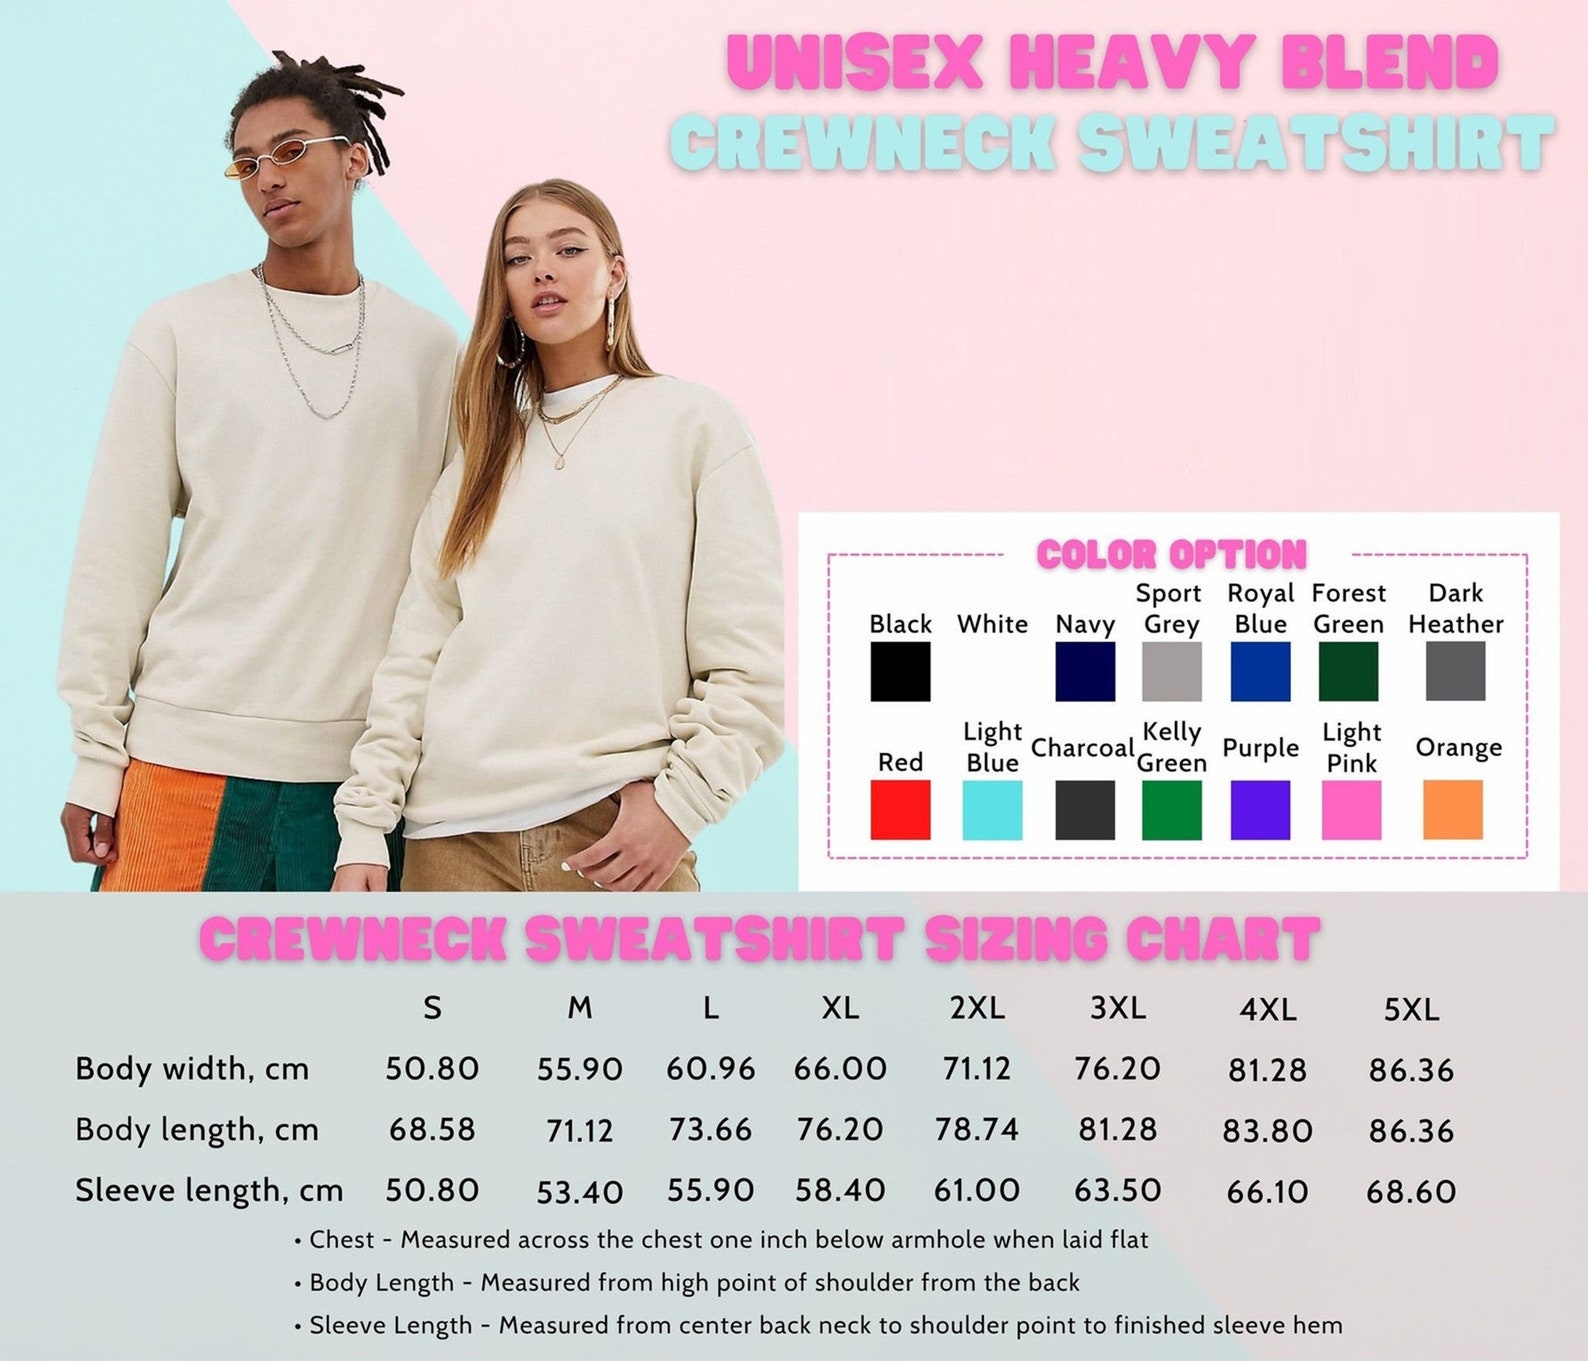 UNISEX HEAVY BLEND
CREWNECK SWEATSHIRT
COLOR OPTION
Black
White
Navy
Sport
Grey
Royal
Blue
Forest
Green
Dark
Heather
Red
Light
Blue
Charcoal
Kelly
Green
Purple
Light
Pink
Orange
CREWNECK SWEATSHIRT SIZING CHART
S M L XL 2XL 3XL 4XL 5XL
Body width, cm 50.80 55.90 60.96 66.00 71.12 76.20 81.28 86.36
Body length, cm 68.58 71.12 73.66 76.20 78.74 81.28 83.80 86.36
Sleeve length, cm 50.80 53.40 55.90 58.40 61.00 63.50 66.10 68.60
• Chest - Measured across the chest one inch below armhole when laid flat
• Body Length - Measured from high point of shoulder from the back
• Sleeve Length - Measured from center back neck to shoulder point to finished sleeve hem